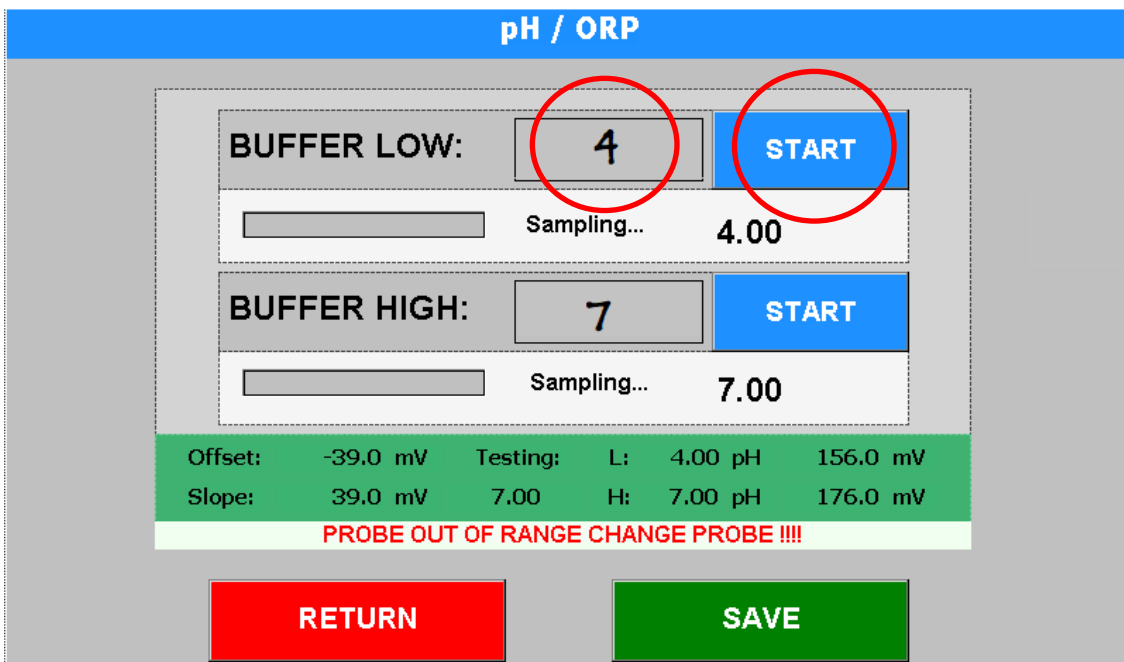 pH / ORP
BUFFER LOW: 4 START
Sampling... 4.00
BUFFER HIGH: 7 START
Sampling... 7.00
Offset: -39.0 mV Testing: L: 4.00 pH 156.0 mV
Slope: 39.0 mV 7.00 H: 7.00 pH 176.0 mV
PROBE OUT OF RANGE CHANGE PROBE !!!!
RETURN SAVE